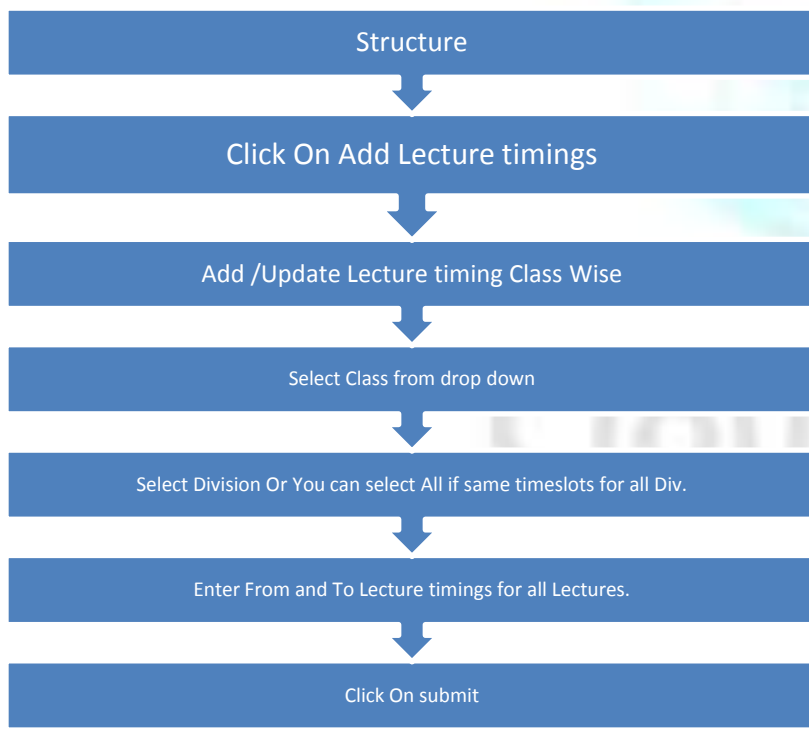 Structure
Click On Add Lecture timings
Add /Update Lecture timing Class Wise
Select Class from drop down
Select Division Or You can select All if same timeslots for all Div.
Enter From and To Lecture timings for all Lectures.
Click On submit